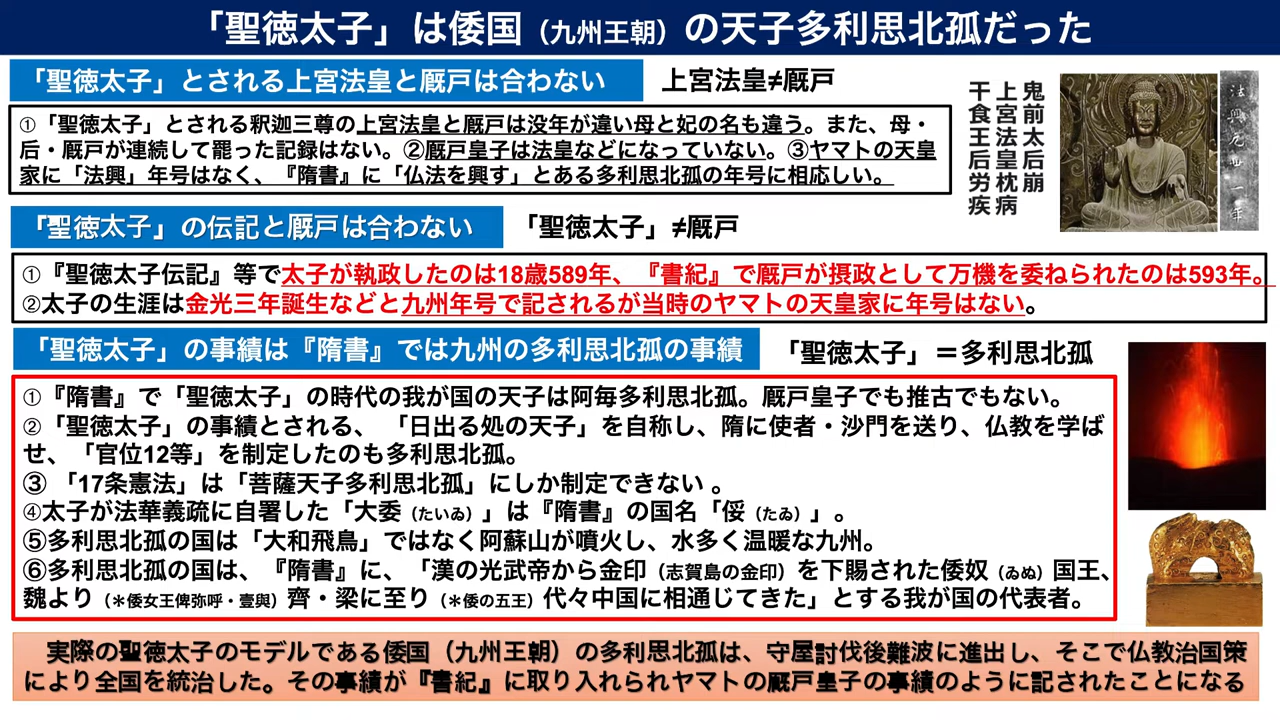 「聖徳太子」は倭国（九州王朝）の天子多利思北孤だった
「聖徳太子」とされる上宮法皇と厩戸は合わない
上宮法皇≠厩戸
①「聖徳太子」とされる釈迦三尊の上宮法皇と厩戸は没年が違い母と妃の名も違う。また、母・
后・厩戸が連続して罷った記録はない。②厩戸皇子は法皇などになっていない。③ヤマトの天皇
家に「法興」年号はなく、『隋書』に「仏法を興す」とある多利思北孤の年号に相応しい。
鬼前太后崩
上宮法皇枕病
干食王后労疾
法興元世一年
「聖徳太子」の伝記と厩戸は合わない
「聖徳太子」≠厩戸
①『聖徳太子伝記』等で太子が執政したのは18歳589年、『書紀』で厩戸が摂政として万機を委ねられたのは593年。
②太子の生涯は金光三年誕生などと九州年号で記されるが当時のヤマトの天皇家に年号はない。
「聖徳太子」の事績は『隋書』では九州の多利思北孤の事績
「聖徳太子」＝多利思北孤
①『隋書』で「聖徳太子」の時代の我が国の天子は阿毎多利思北孤。厩戸皇子でも推古でもない。
②「聖徳太子」の事績とされる、 「日出る処の天子」を自称し、隋に使者・沙門を送り、仏教を学ば
せ、「官位12等」を制定したのも多利思北孤。
③ 「17条憲法」は「菩薩天子多利思北孤」にしか制定できない 。
④太子が法華義疏に自署した「大委（たいゐ）」は『隋書』の国名「俀（たゐ）」。
⑤多利思北孤の国は「大和飛鳥」ではなく阿蘇山が噴火し、水多く温暖な九州。
⑥多利思北孤の国は、『隋書』に、「漢の光武帝から金印（志賀島の金印）を下賜された倭奴（ゐぬ）国王、
魏より（＊倭女王俾弥呼・壹與）齊・梁に至り（＊倭の五王）代々中国に相通じてきた」とする我が国の代表者。
実際の聖徳太子のモデルである倭国（九州王朝）の多利思北孤は、守屋討伐後難波に進出し、そこで仏教治国策
により全国を統治した。その事績が『書紀』に取り入れられヤマトの厩戸皇子の事績のように記されたことになる